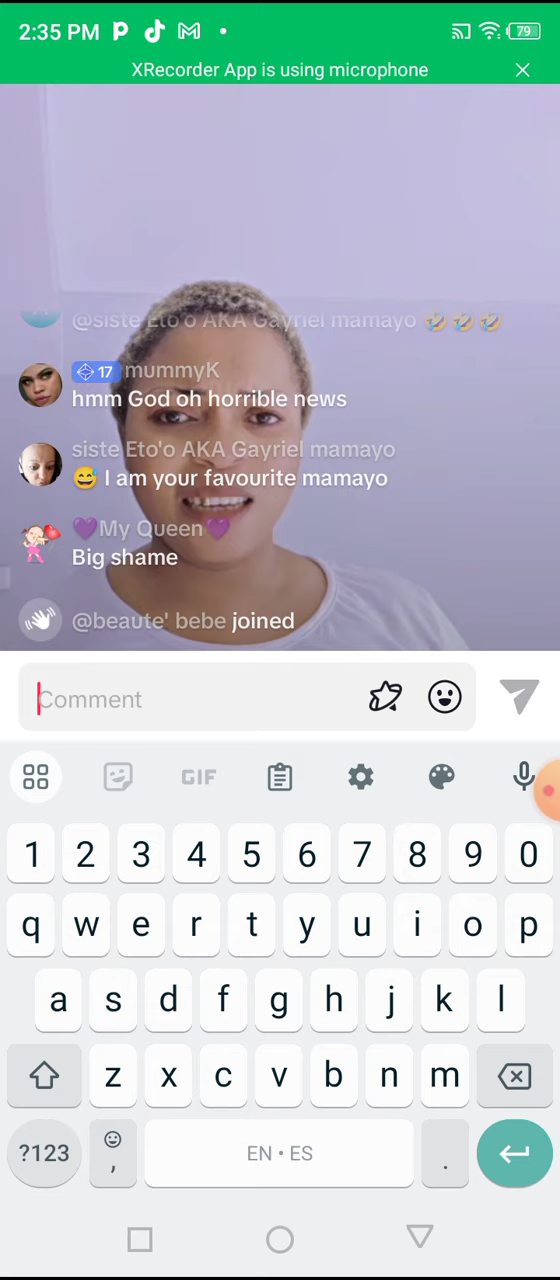 2:35 PM
79
XRecorder App is using microphone
@siste Eto'o AKA Gayriel mamayo 🤣🤣🤣
17 mummyK
hmm God oh horrible news
siste Eto'o AKA Gayriel mamayo
😅 I am your favourite mamayo
💜My Queen💜
Big shame
@beaute' bebe joined
Comment
GIF
1 2 3 4 5 6 7 8 9 0
q w e r t y u i o p
a s d f g h j k l
z x c v b n m
?123 , EN • ES .